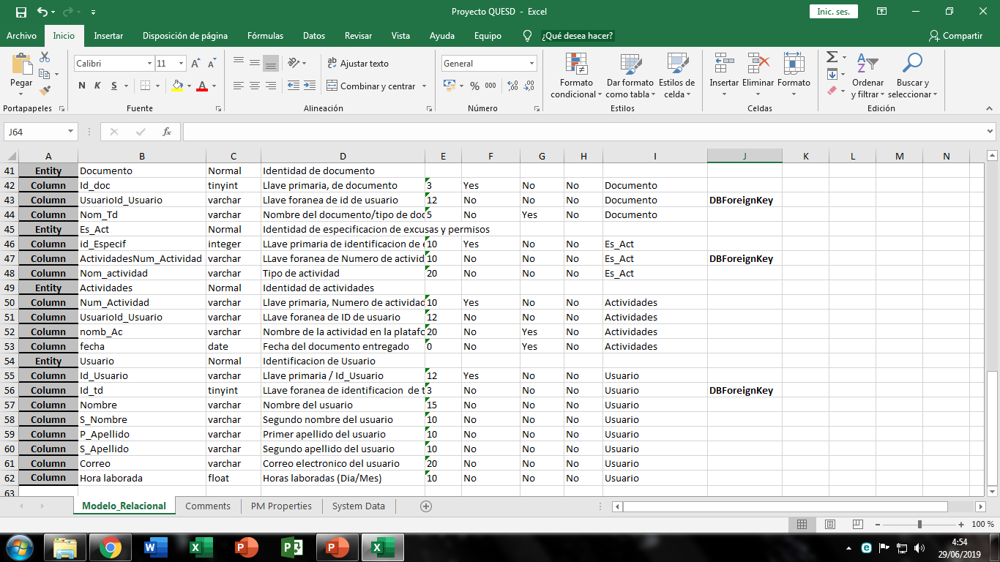 Proyecto QUESD - Excel
Inic. ses.
Archivo Inicio Insertar Disposición de página Fórmulas Datos Revisar Vista Ayuda Equipo ¿Qué desea hacer? Compartir
Pegar
Calibri 11
N K S
Ajustar texto
Combinar y centrar
General
% 000
Formato condicional
Dar formato como tabla
Estilos de celda
Insertar Eliminar Formato
Ordenar y filtrar
Buscar y seleccionar
Portapapeles Fuente Alineación Número Estilos Celdas Edición
J64 fx
A B C D E F G H I J K L M N
41 Entity Documento Normal Identidad de documento
42 Column Id_doc tinyint Llave primaria, de documento 3 Yes No No Documento
43 Column UsuarioId_Usuario varchar Llave foranea de id de usuario 12 No No No Documento DBForeignKey
44 Column Nom_Td varchar Nombre del documento/tipo de doc 5 No Yes No Documento
45 Entity Es_Act Normal Identidad de especificacion de excusas y permisos
46 Column id_Especif integer LLave primaria de identificacion de e 10 Yes No No Es_Act
47 Column ActividadesNum_Actividad varchar LLave foranea de Numero de activid 10 No No No Es_Act DBForeignKey
48 Column Nom_actividad varchar Tipo de actividad 20 No No No Es_Act
49 Entity Actividades Normal Identidad de actividades
50 Column Num_Actividad varchar Llave primaria, Numero de actividad 10 Yes No No Actividades
51 Column UsuarioId_Usuario varchar LLave foranea de ID de usuario 12 No No No Actividades
52 Column nomb_Ac varchar Nombre de la actividad en la platafo 20 No Yes No Actividades
53 Column fecha date Fecha del documento entregado 0 No Yes No Actividades
54 Entity Usuario Normal Identificacion de Usuario
55 Column Id_Usuario varchar Llave primaria / Id_Usuario 12 Yes No No Usuario
56 Column Id_td tinyint LLave foranea de identificacion de t 3 No No No Usuario DBForeignKey
57 Column Nombre varchar Nombre del usuario 15 No No No Usuario
58 Column S_Nombre varchar Segundo nombre del usuario 10 No No No Usuario
59 Column P_Apellido varchar Primer apellido del usuario 10 No No No Usuario
60 Column S_Apellido varchar Segundo apellido del usuario 10 No No No Usuario
61 Column Correo varchar Correo electronico del usuario 20 No No No Usuario
62 Column Hora laborada float Horas laboradas (Dia/Mes) 10 No No No Usuario
63
Modelo_Relacional Comments PM Properties System Data
100 %
4:54
29/06/2019